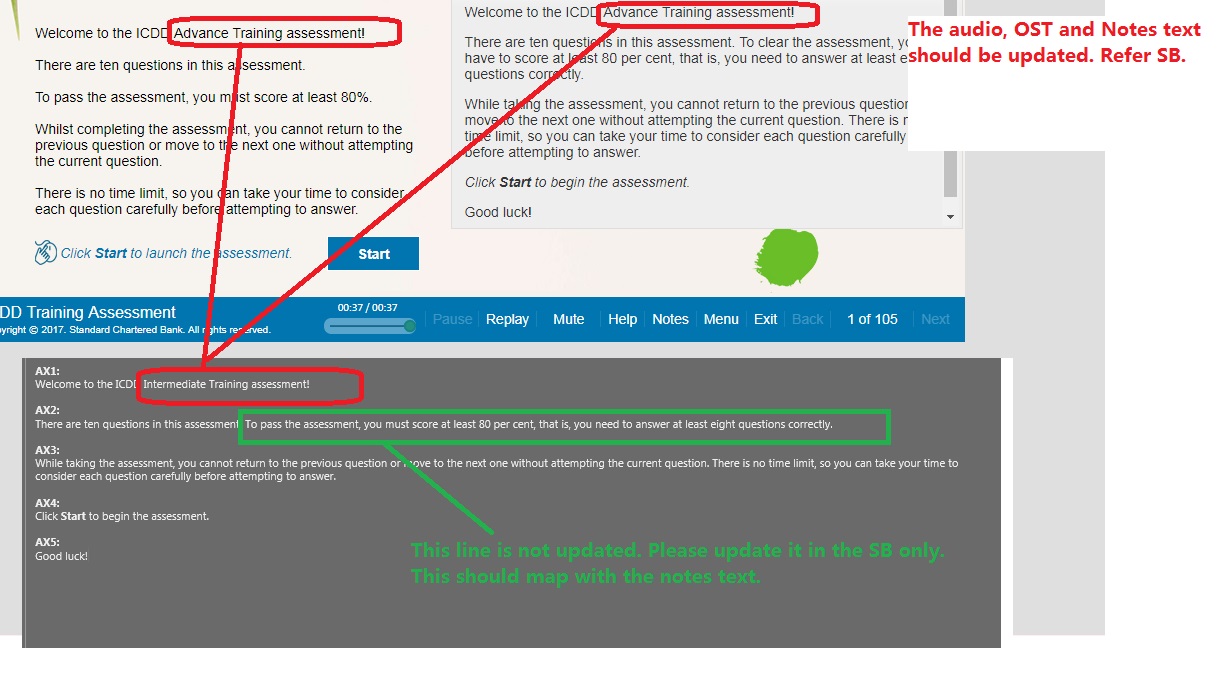 Welcome to the ICDD Advance Training assessment!
There are ten questions in this assessment.
To pass the assessment, you must score at least 80%.
Whilst completing the assessment, you cannot return to the
previous question or move to the next one without attempting
the current question.
There is no time limit, so you can take your time to consider
each question carefully before attempting to answer.
Click Start to launch the assessment.
Start
Welcome to the ICDD Advance Training assessment!
There are ten questions in this assessment. To clear the assessment, yo
have to score at least 80 per cent, that is, you need to answer at least e
questions correctly.
While taking the assessment, you cannot return to the previous question
move to the next one without attempting the current question. There is n
time limit, so you can take your time to consider each question carefully
before attempting to answer.
Click Start to begin the assessment.
Good luck!
The audio, OST and Notes text
should be updated. Refer SB.
DD Training Assessment
yright © 2017. Standard Chartered Bank. All rights reserved.
00:37 / 00:37
Pause Replay Mute Help Notes Menu Exit Back 1 of 105 Next
AX1:
Welcome to the ICDD Intermediate Training assessment!
AX2:
There are ten questions in this assessment. To pass the assessment, you must score at least 80 per cent, that is, you need to answer at least eight questions correctly.
AX3:
While taking the assessment, you cannot return to the previous question or move to the next one without attempting the current question. There is no time limit, so you can take your time to
consider each question carefully before attempting to answer.
AX4:
Click Start to begin the assessment.
AX5:
Good luck!
This line is not updated. Please update it in the SB only.
This should map with the notes text.